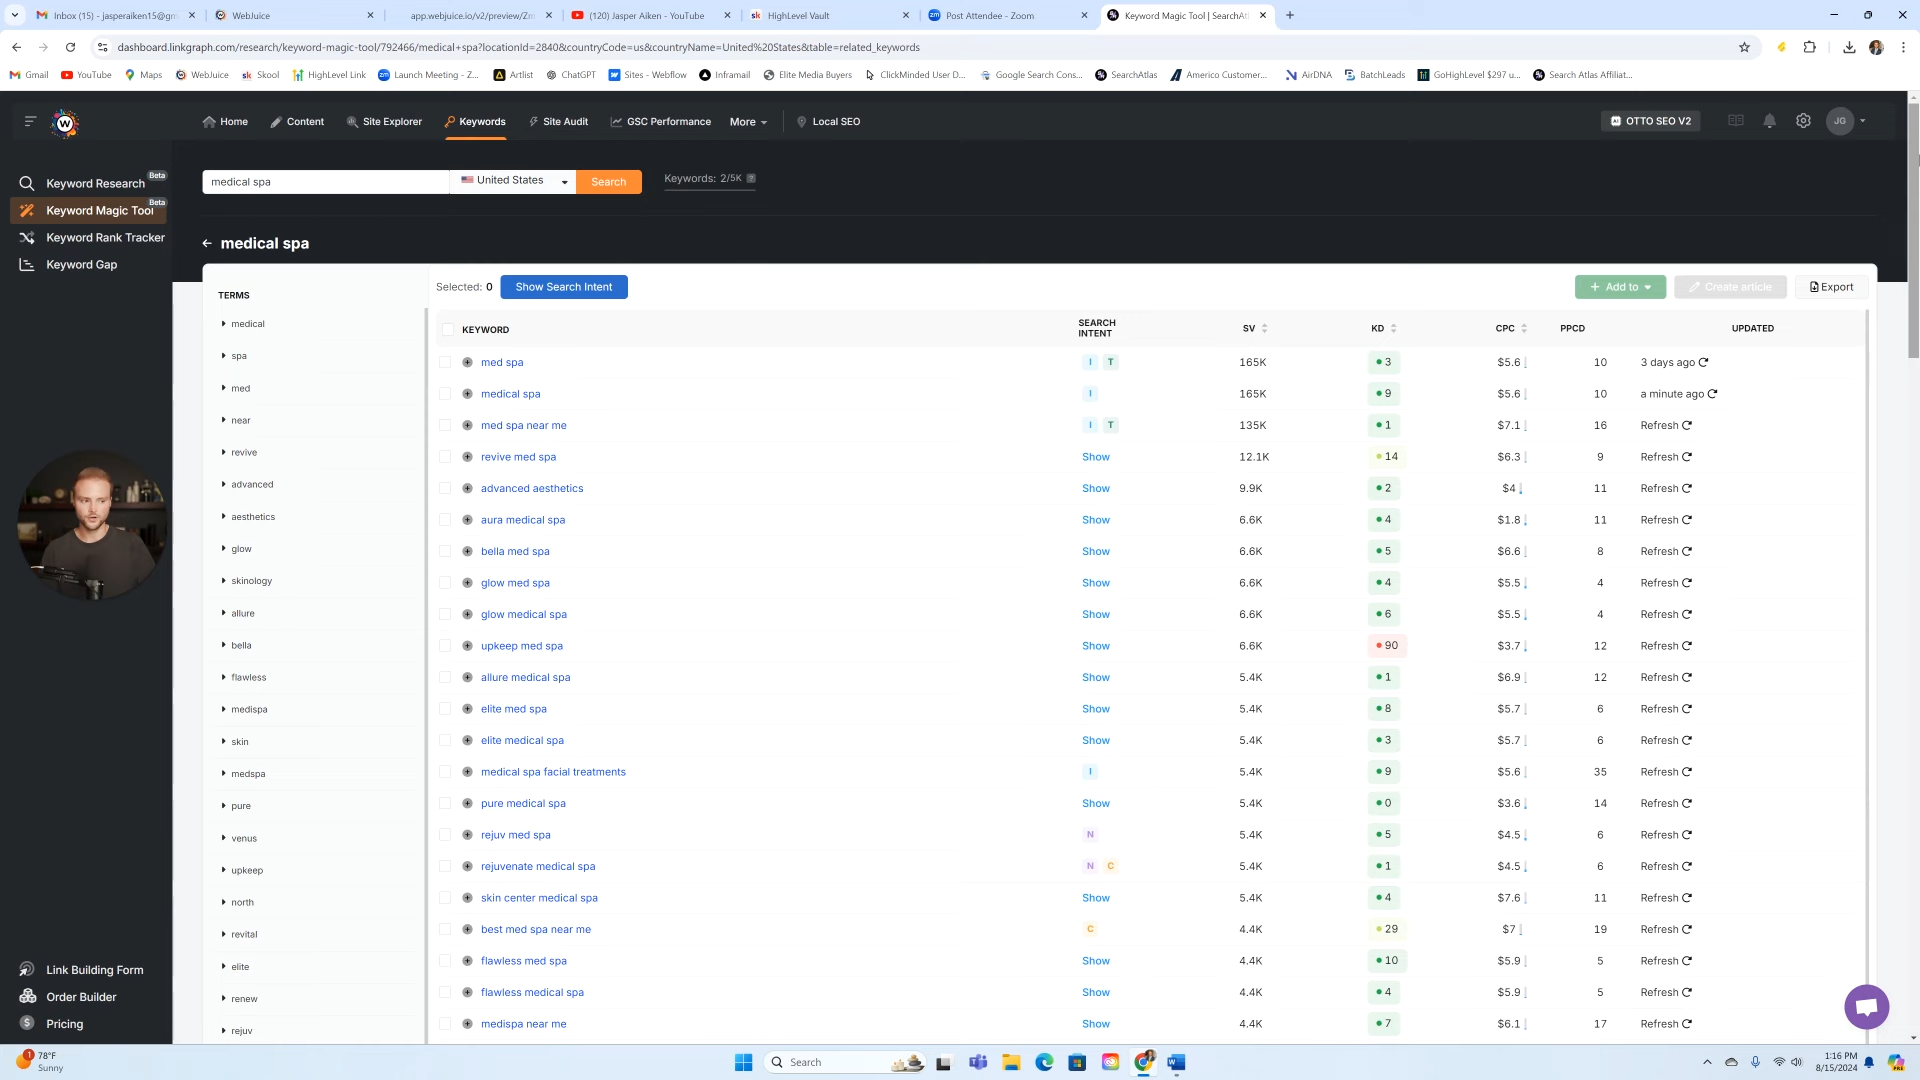 Inbox (15) - jasperaiken15@gm
WebJuice
app.webjuice.io/v2/preview/Zm
(120) Jasper Aiken - YouTube
HighLevel Vault
Post Attendee - Zoom
Keyword Magic Tool | SearchAtl
dashboard.linkgraph.com/research/keyword-magic-tool/792466/medical+spa?locationId=2840&countryCode=us&countryName=United%20States&table=related_keywords
Gmail
YouTube
Maps
WebJuice
Skool
HighLevel Link
Launch Meeting - Z...
Artlist
ChatGPT
Sites - Webflow
Inframail
Elite Media Buyers
ClickMinded User D...
Google Search Cons...
SearchAtlas
Americo Customer...
AirDNA
BatchLeads
GoHighLevel $297 u...
Search Atlas Affiliat...
Home
Content
Site Explorer
Keywords
Site Audit
GSC Performance
More
Local SEO
OTTO SEO V2
JG
Keyword Research Beta
Keyword Magic Tool Beta
Keyword Rank Tracker
Keyword Gap
medical spa
United States
Search
Keywords: 2/5K
medical spa
TERMS
medical
spa
med
near
revive
advanced
aesthetics
glow
skinology
allure
bella
flawless
medispa
skin
medspa
pure
venus
upkeep
north
revital
elite
renew
rejuv
Selected: 0
Show Search Intent
+ Add to
Create article
Export
KEYWORD SEARCH INTENT SV KD CPC PPCD UPDATED
med spa I T 165K 3 $5.6 10 3 days ago
medical spa I 165K 9 $5.6 10 a minute ago
med spa near me I T 135K 1 $7.1 16 Refresh
revive med spa Show 12.1K 14 $6.3 9 Refresh
advanced aesthetics Show 9.9K 2 $4 11 Refresh
aura medical spa Show 6.6K 4 $1.8 11 Refresh
bella med spa Show 6.6K 5 $6.6 8 Refresh
glow med spa Show 6.6K 4 $5.5 4 Refresh
glow medical spa Show 6.6K 6 $5.5 4 Refresh
upkeep med spa Show 6.6K 90 $3.7 12 Refresh
allure medical spa Show 5.4K 1 $6.9 12 Refresh
elite med spa Show 5.4K 8 $5.7 6 Refresh
elite medical spa Show 5.4K 3 $5.7 6 Refresh
medical spa facial treatments I 5.4K 9 $5.6 35 Refresh
pure medical spa Show 5.4K 0 $3.6 14 Refresh
rejuv med spa N 5.4K 5 $4.5 6 Refresh
rejuvenate medical spa N C 5.4K 1 $4.5 6 Refresh
skin center medical spa Show 5.4K 4 $7.6 11 Refresh
best med spa near me C 4.4K 29 $7 19 Refresh
flawless med spa Show 4.4K 10 $5.9 5 Refresh
flawless medical spa Show 4.4K 4 $5.9 5 Refresh
medispa near me Show 4.4K 7 $6.1 17 Refresh
Link Building Form
Order Builder
Pricing
1
78°F
Sunny
Search
1:16 PM
8/15/2024